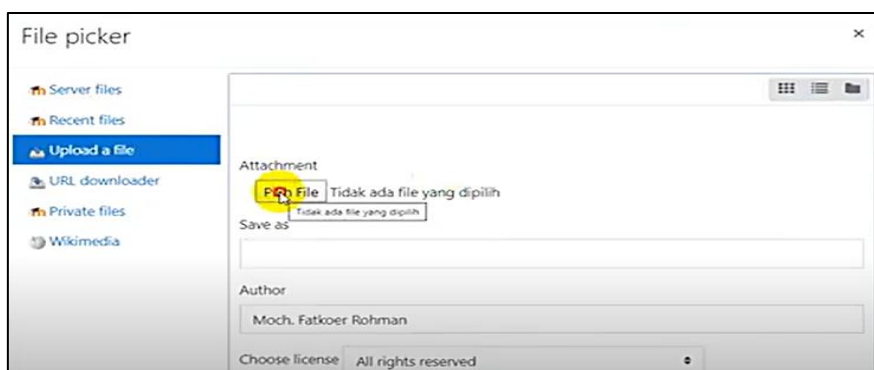 File picker
×
Server files
Recent files
Upload a file
URL downloader
Private files
Wikimedia
Attachment
Pilih File Tidak ada file yang dipilih
Tidak ada file yang dipilih
Save as
Author
Moch. Fatkoer Rohman
Choose license All rights reserved